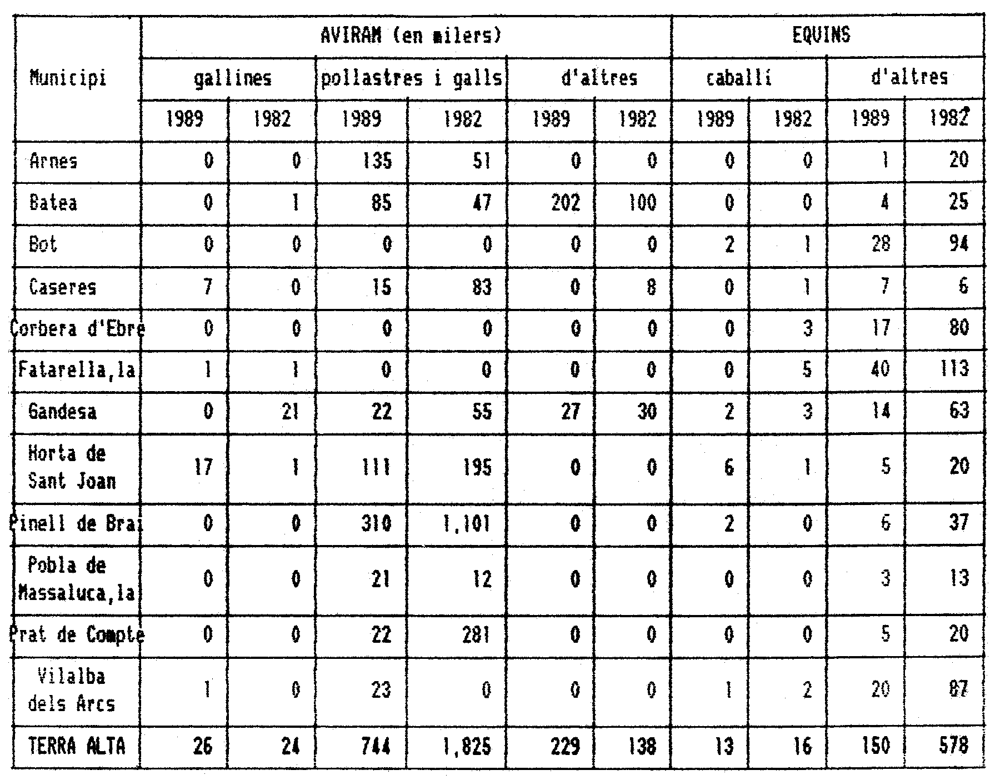 AVIRAM (en milers) EQUINS
Municipi gallines pollastres i galls d'altres caballí d'altres
1989 1982 1989 1982 1989 1982 1989 1982 1989 1982
Arnes 0 0 135 51 0 0 0 0 1 20
Batea 0 1 85 47 202 100 0 0 4 25
Bot 0 0 0 0 0 0 2 1 28 94
Caseres 7 0 15 83 0 8 0 1 7 6
Corbera d'Ebre 0 0 0 0 0 0 0 3 17 80
Fatarella,la 1 1 0 0 0 0 0 5 40 113
Gandesa 0 21 22 55 27 30 2 3 14 63
Horta de
Sant Joan 17 1 111 195 0 0 6 1 5 20
Pinell de Brai 0 0 310 1,101 0 0 2 0 6 37
Pobla de
Massaluca,la 0 0 21 12 0 0 0 0 3 13
Prat de Compte 0 0 22 281 0 0 0 0 5 20
Vilalba
dels Arcs 1 0 23 0 0 0 1 2 20 87
TERRA ALTA 26 24 744 1,825 229 138 13 16 150 578